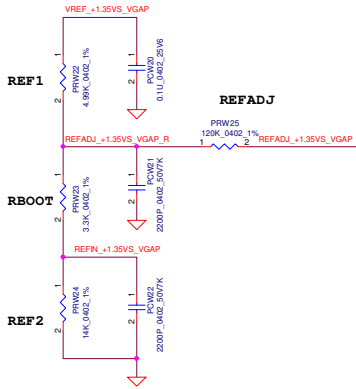 VREF_+1.35VS_VGAP
1
2
PRW22
4.99K_0402_1%
1
2
PCW20
0.1U_0402_25V6
REF1
REFADJ
PRW25
120K_0402_1%
REFADJ_+1.35VS_VGAP_R
1
2
REFADJ_+1.35VS_VGAP
1
2
PRW23
3.3K_0402_1%
1
2
PCW21
2200P_0402_50V7K
RBOOT
REFIN_+1.35VS_VGAP
1
2
PRW24
14K_0402_1%
1
2
PCW22
2200P_0402_50V7K
REF2